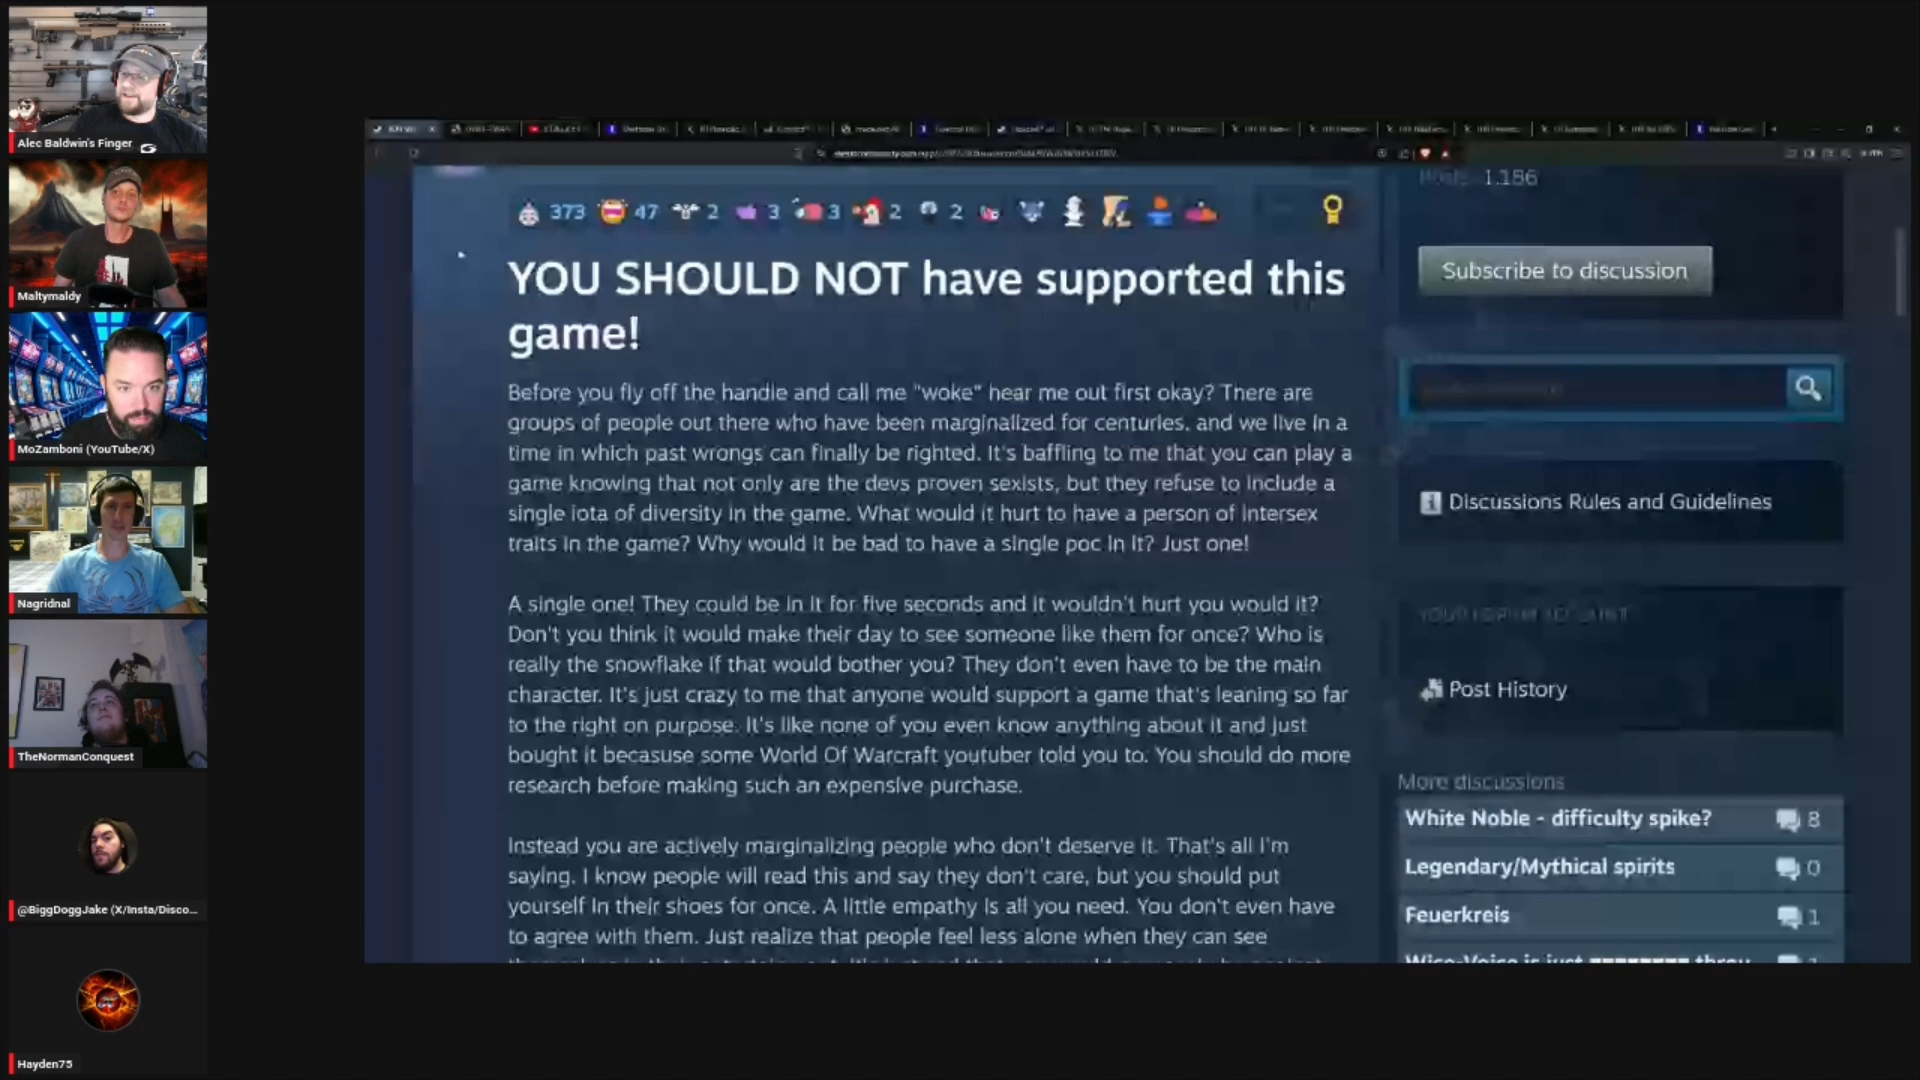 Alec Baldwin's Finger
Maltymaldy
MoZamboni (YouTube/X)
Nagridnal
TheNormanConquest
@BiggDoggJake (X/Insta/Disco...
Hayden75
373 47 2 3 3 2 2
YOU SHOULD NOT have supported this
game!
Before you fly off the handle and call me "woke" hear me out first okay? There are
groups of people out there who have been marginalized for centuries, and we live in a
time in which past wrongs can finally be righted. It's baffling to me that you can play a
game knowing that not only are the devs proven sexists, but they refuse to include a
single iota of diversity in the game. What would it hurt to have a person of intersex
traits in the game? Why would it be bad to have a single poc in it? Just one!
A single one! They could be in it for five seconds and it wouldn't hurt you would it?
Don't you think it would make their day to see someone like them for once? Who is
really the snowflake if that would bother you? They don't even have to be the main
character. It's just crazy to me that anyone would support a game that's leaning so far
to the right on purpose. It's like none of you even know anything about it and just
bought it becasuse some World Of Warcraft youtuber told you to. You should do more
research before making such an expensive purchase.
Instead you are actively marginalizing people who don't deserve it. That's all I'm
saying. I know people will read this and say they don't care, but you should put
yourself in their shoes for once. A little empathy is all you need. You don't even have
to agree with them. Just realize that people feel less alone when they can see
Posts: 1.186
Subscribe to discussion
Discussions Rules and Guidelines
Post History
More discussions
White Noble - difficulty spike? 8
Legendary/Mythical spirits 0
Feuerkreis 1